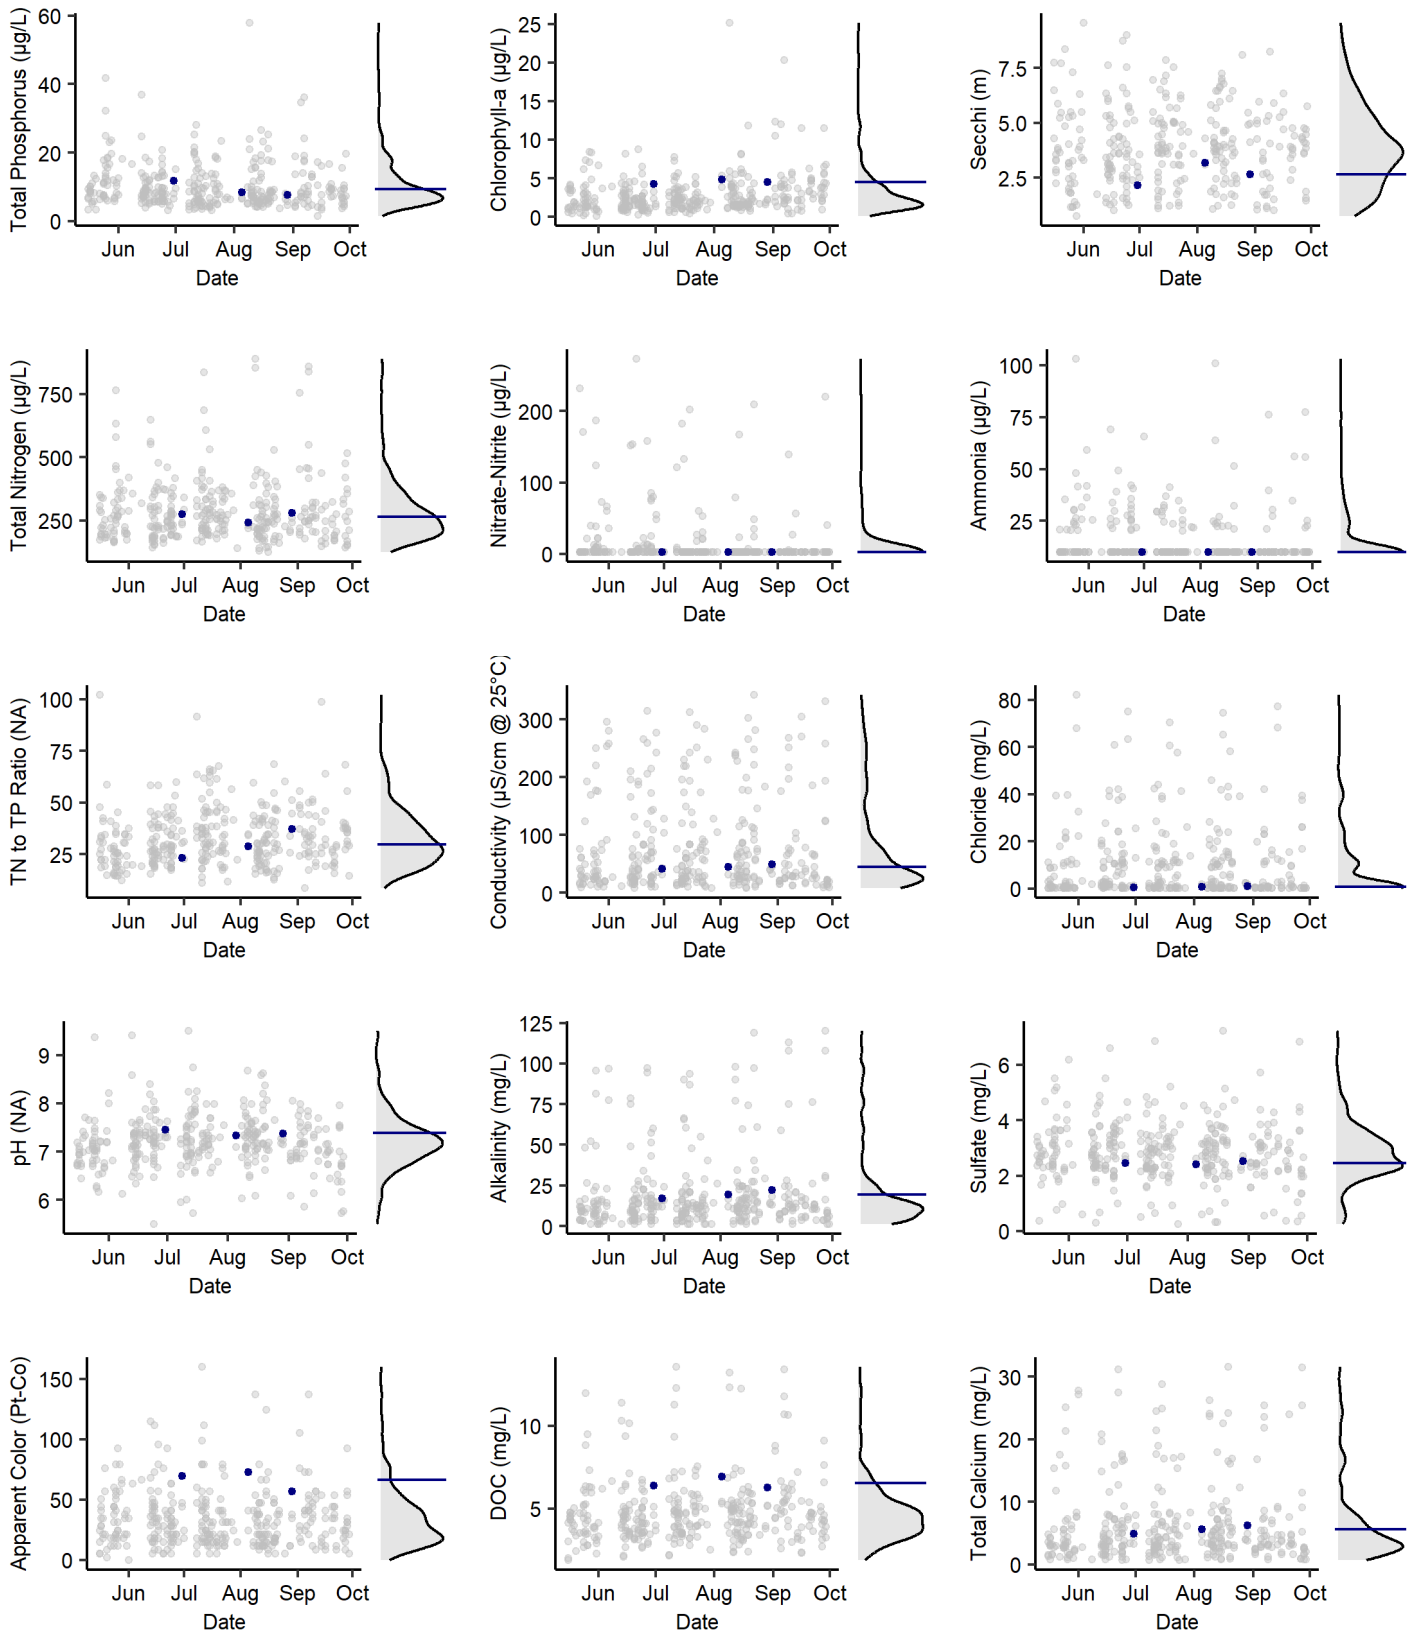 Total Phosphorus (µg/L)
60
40
20
0
Jun Jul Aug Sep Oct
Date
Chlorophyll-a (µg/L)
25
20
15
10
5
0
Jun Jul Aug Sep Oct
Date
Secchi (m)
7.5
5.0
2.5
Jun Jul Aug Sep Oct
Date
Total Nitrogen (µg/L)
750
500
250
Jun Jul Aug Sep Oct
Date
Nitrate-Nitrite (µg/L)
200
100
0
Jun Jul Aug Sep Oct
Date
Ammonia (µg/L)
100
75
50
25
Jun Jul Aug Sep Oct
Date
TN to TP Ratio (NA)
100
75
50
25
Jun Jul Aug Sep Oct
Date
Conductivity (µS/cm @ 25°C)
300
200
100
0
Jun Jul Aug Sep Oct
Date
Chloride (mg/L)
80
60
40
20
0
Jun Jul Aug Sep Oct
Date
pH (NA)
9
8
7
6
Jun Jul Aug Sep Oct
Date
Alkalinity (mg/L)
125
100
75
50
25
0
Jun Jul Aug Sep Oct
Date
Sulfate (mg/L)
6
4
2
0
Jun Jul Aug Sep Oct
Date
Apparent Color (Pt-Co)
150
100
50
0
Jun Jul Aug Sep Oct
Date
DOC (mg/L)
10
5
Jun Jul Aug Sep Oct
Date
Total Calcium (mg/L)
30
20
10
0
Jun Jul Aug Sep Oct
Date